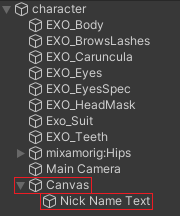 character
EXO_Body
EXO_BrowsLashes
EXO_Caruncula
EXO_Eyes
EXO_EyesSpec
EXO_HeadMask
Exo_Suit
EXO_Teeth
mixamorig:Hips
Main Camera
Canvas
Nick Name Text